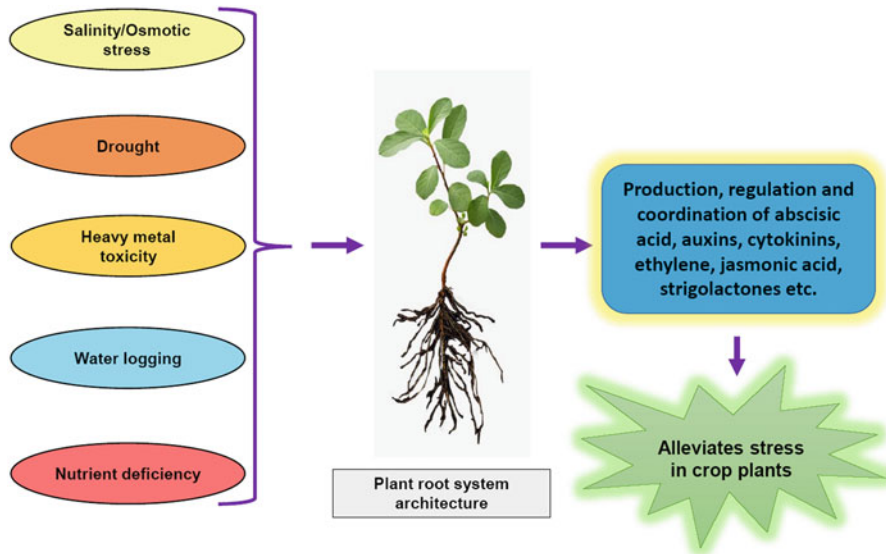 Salinity/Osmotic
stress
Drought
Heavy metal
toxicity
Water logging
Nutrient deficiency
Plant root system
architecture
Production, regulation and
coordination of abscisic
acid, auxins, cytokinins,
ethylene, jasmonic acid,
strigolactones etc.
Alleviates stress
in crop plants